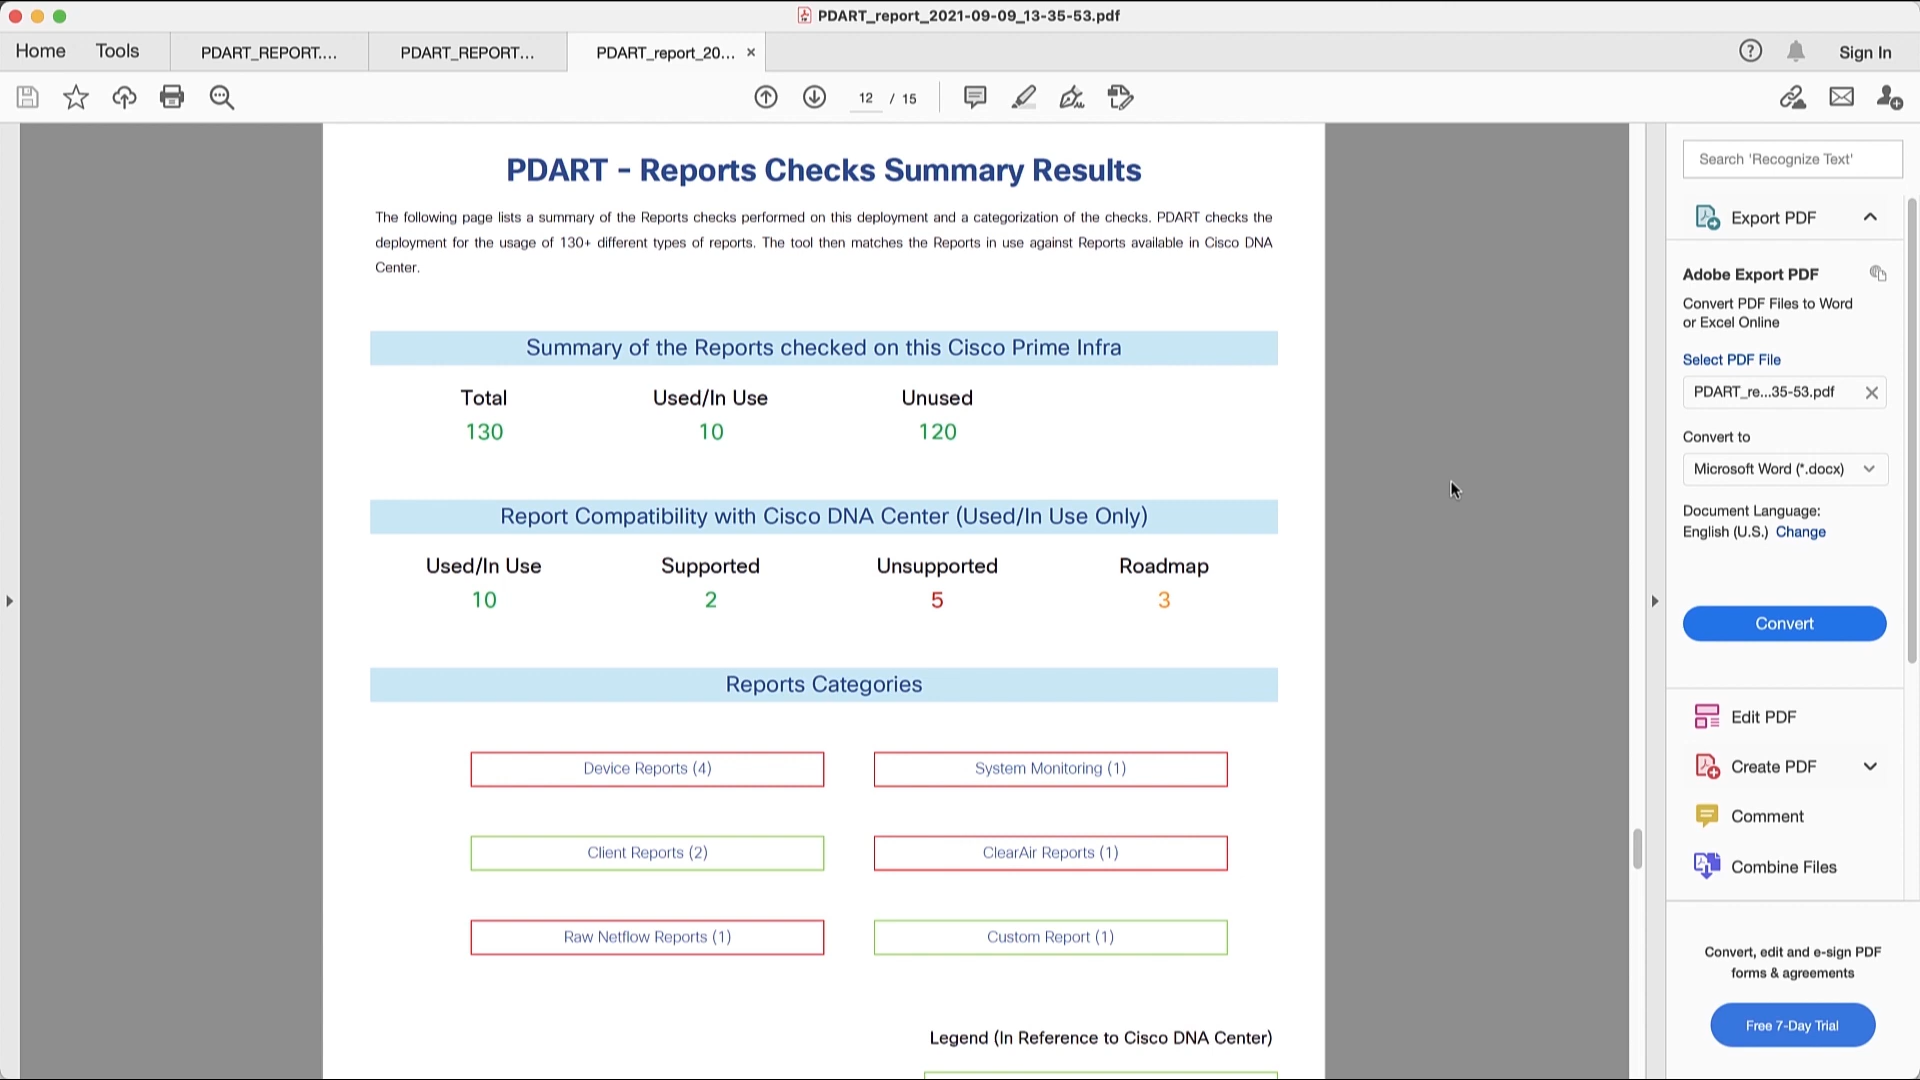 PDART_report_2021-09-09_13-35-53.pdf
Home Tools PDART_REPORT.... PDART_REPORT... PDART_report_20... × Sign In
12 / 15
PDART - Reports Checks Summary Results
The following page lists a summary of the Reports checks performed on this deployment and a categorization of the checks. PDART checks the
deployment for the usage of 130+ different types of reports. The tool then matches the Reports in use against Reports available in Cisco DNA
Center.
Summary of the Reports checked on this Cisco Prime Infra
Total Used/In Use Unused
130 10 120
Report Compatibility with Cisco DNA Center (Used/In Use Only)
Used/In Use Supported Unsupported Roadmap
10 2 5 3
Reports Categories
Device Reports (4) System Monitoring (1)
Client Reports (2) ClearAir Reports (1)
Raw Netflow Reports (1) Custom Report (1)
Legend (In Reference to Cisco DNA Center)
Search 'Recognize Text'
Export PDF
Adobe Export PDF
Convert PDF Files to Word
or Excel Online
Select PDF File
PDART_re...35-53.pdf
Convert to
Microsoft Word (*.docx)
Document Language:
English (U.S.) Change
Convert
Edit PDF
Create PDF
Comment
Combine Files
Convert, edit and e-sign PDF
forms & agreements
Free 7-Day Trial